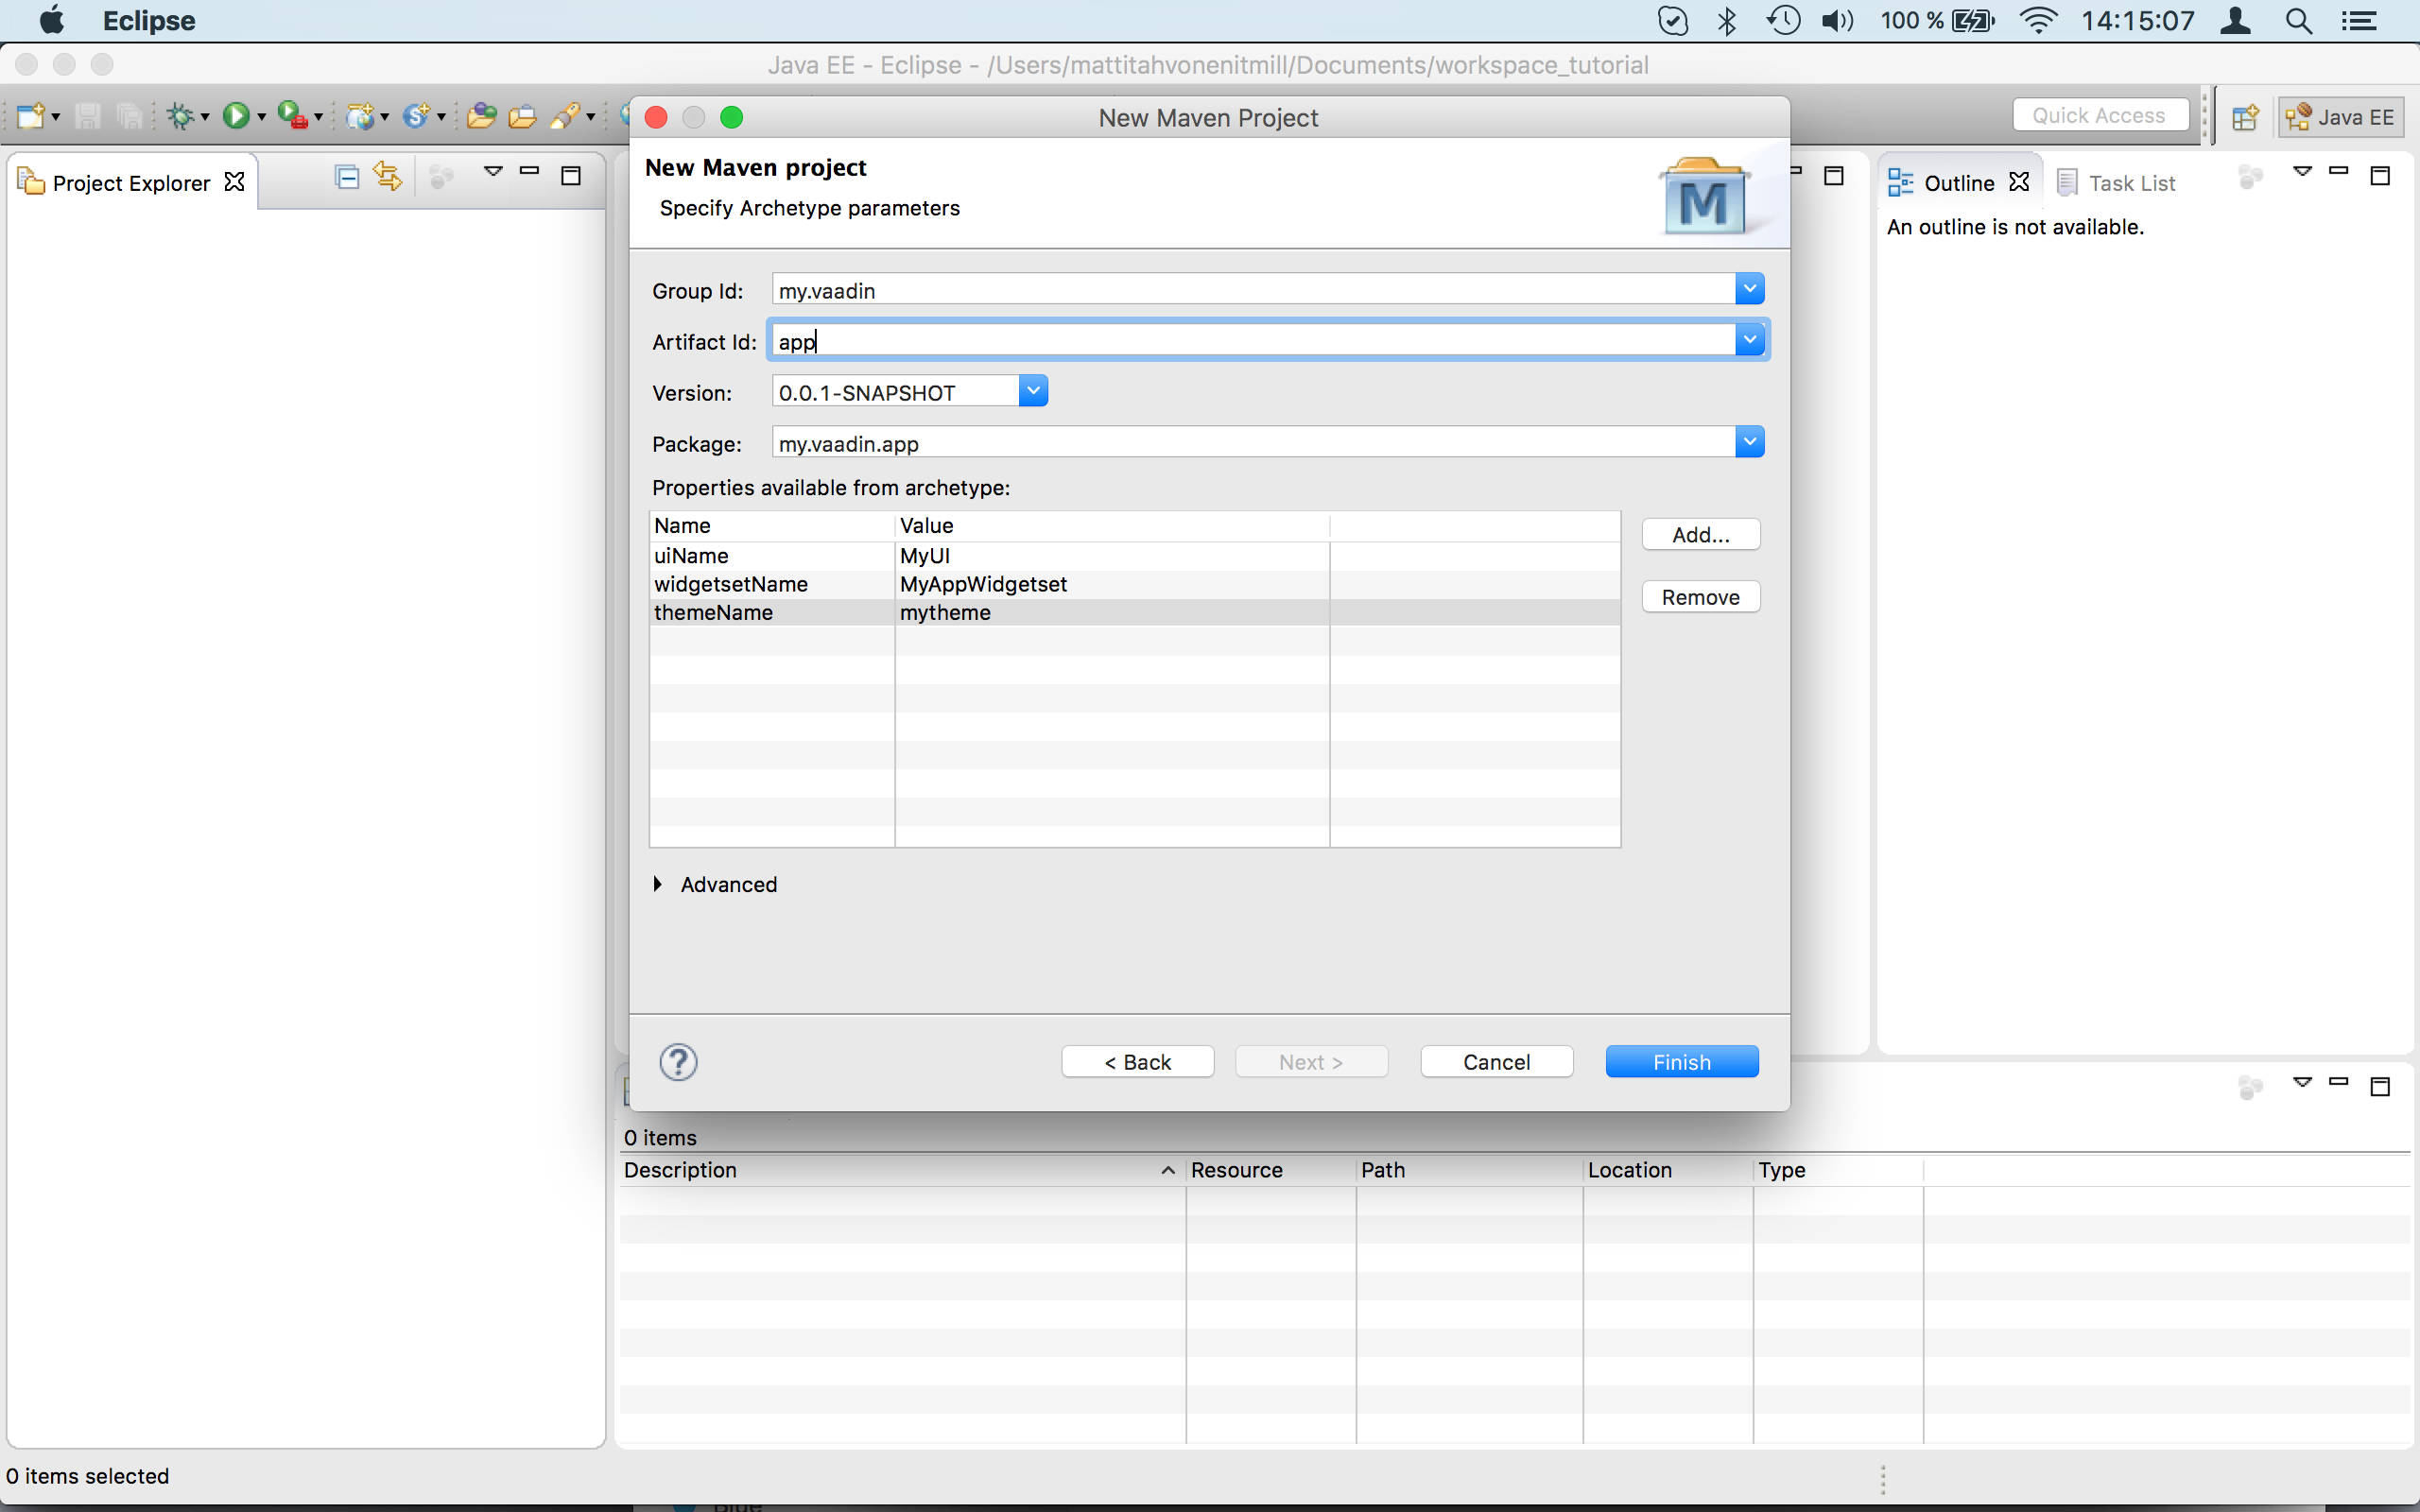 Eclipse 100 % 14:15:07
Java EE - Eclipse - /Users/mattitahvonenitmill/Documents/workspace_tutorial
Quick Access Java EE
New Maven Project
Project Explorer
Outline Task List
An outline is not available.
New Maven project
Specify Archetype parameters
M
Group Id: my.vaadin
Artifact Id: app
Version: 0.0.1-SNAPSHOT
Package: my.vaadin.app
Properties available from archetype:
Name Value
uiName MyUI
widgetsetName MyAppWidgetset
themeName mytheme
Add...
Remove
Advanced
? < Back Next > Cancel Finish
0 items
Description Resource Path Location Type
0 items selected